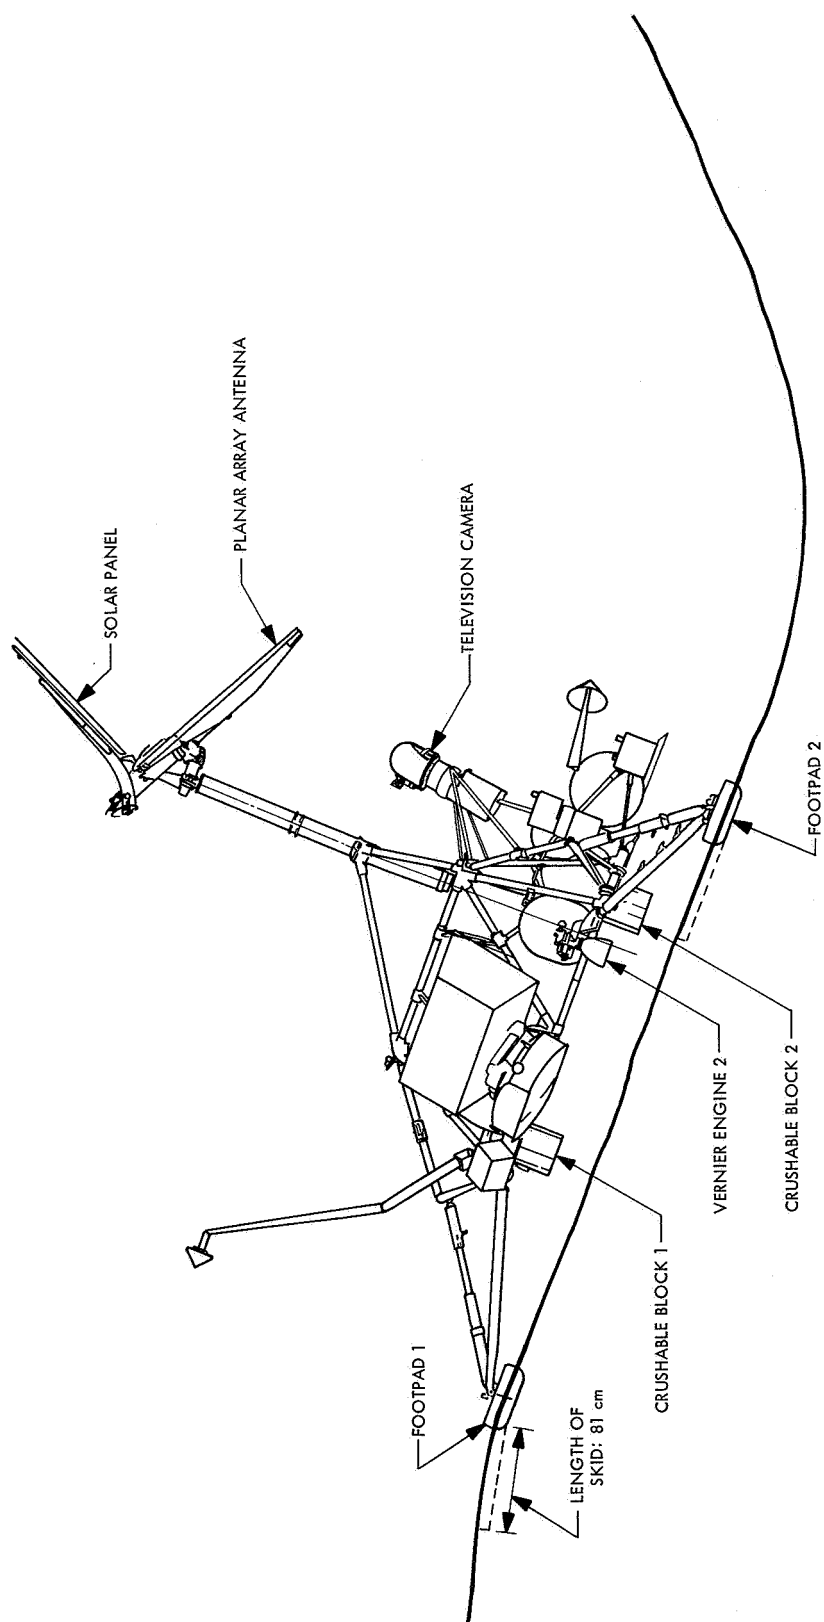 SOLAR PANEL
PLANAR ARRAY ANTENNA
TELEVISION CAMERA
FOOTPAD 1
LENGTH OF
SKID: 81 cm
CRUSHABLE BLOCK 1
VERNIER ENGINE 2
CRUSHABLE BLOCK 2
FOOTPAD 2